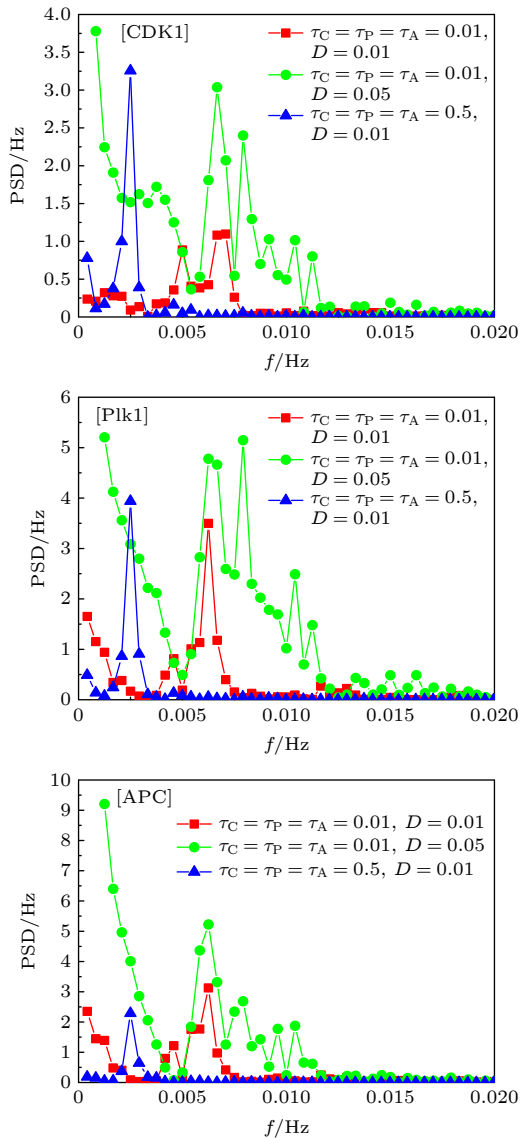 [CDK1]
τC = τP = τA = 0.01,
D = 0.01
τC = τP = τA = 0.01,
D = 0.05
τC = τP = τA = 0.5,
D = 0.01
4.0
3.5
3.0
2.5
2.0
1.5
1.0
0.5
0
PSD/Hz
0 0.005 0.010 0.015 0.020
f/Hz
[Plk1]
τC = τP = τA = 0.01,
D = 0.01
τC = τP = τA = 0.01,
D = 0.05
τC = τP = τA = 0.5,
D = 0.01
6
5
4
3
2
1
0
PSD/Hz
0 0.005 0.010 0.015 0.020
f/Hz
[APC]
τC = τP = τA = 0.01, D = 0.01
τC = τP = τA = 0.01, D = 0.05
τC = τP = τA = 0.5, D = 0.01
10
9
8
7
6
5
4
3
2
1
0
PSD/Hz
0 0.005 0.010 0.015 0.020
f/Hz